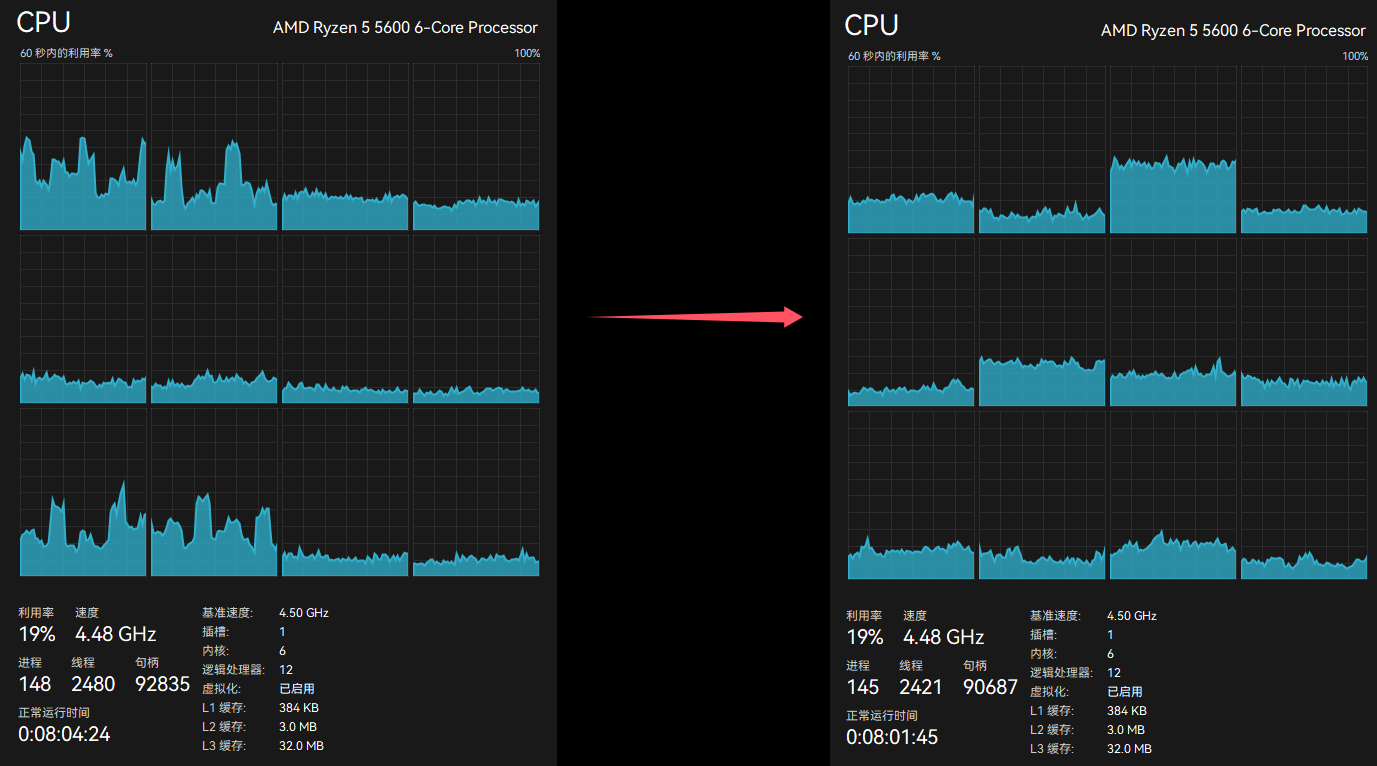 CPU
AMD Ryzen 5 5600 6-Core Processor
60 秒内的利用率 %
100%
利用率
速度
基准速度:
4.50 GHz
19%
4.48 GHz
插槽:
1
内核:
6
进程
线程
句柄
逻辑处理器:
12
148
2480
92835
虚拟化:
已启用
L1 缓存:
384 KB
正常运行时间
L2 缓存:
3.0 MB
0:08:04:24
L3 缓存:
32.0 MB
CPU
AMD Ryzen 5 5600 6-Core Processor
60 秒内的利用率 %
100%
利用率
速度
基准速度:
4.50 GHz
19%
4.48 GHz
插槽:
1
内核:
6
进程
线程
句柄
逻辑处理器:
12
145
2421
90687
虚拟化:
已启用
L1 缓存:
384 KB
正常运行时间
L2 缓存:
3.0 MB
0:08:01:45
L3 缓存:
32.0 MB